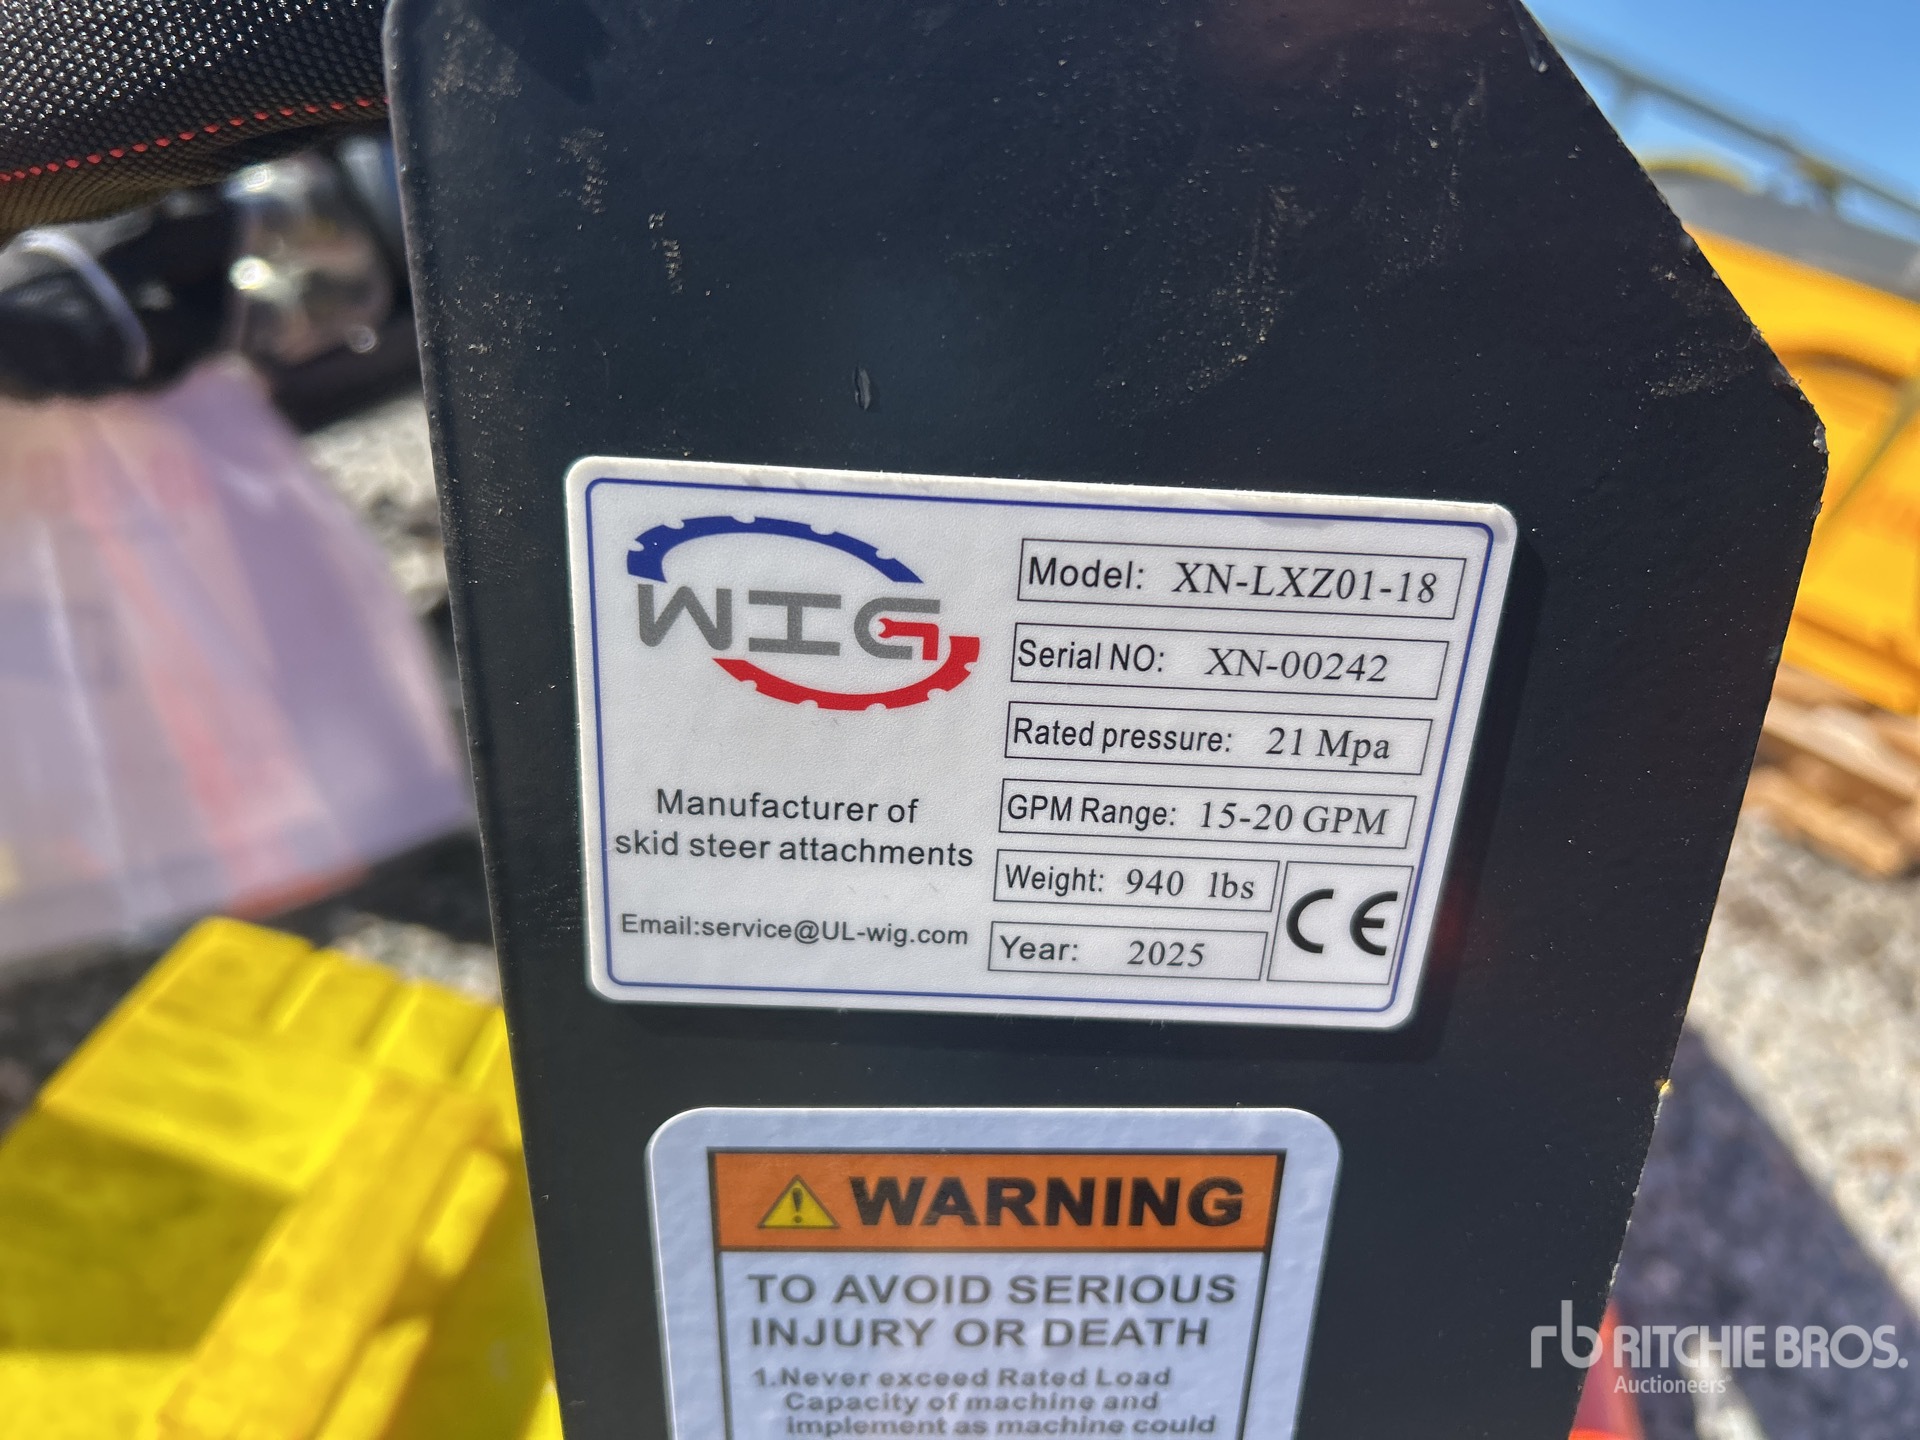 WIG
Manufacturer of
skid steer attachments
Email:service@UL-wig.com
Model: XN-LXZ01-18
Serial NO: XN-00242
Rated pressure: 21 Mpa
GPM Range: 15-20 GPM
Weight: 940 lbs
Year: 2025
CE
WARNING
TO AVOID SERIOUS
INJURY OR DEATH
1.Never exceed Rated Load
Capacity of machine and
implement as machine could
rb RITCHIE BROS.
Auctioneers